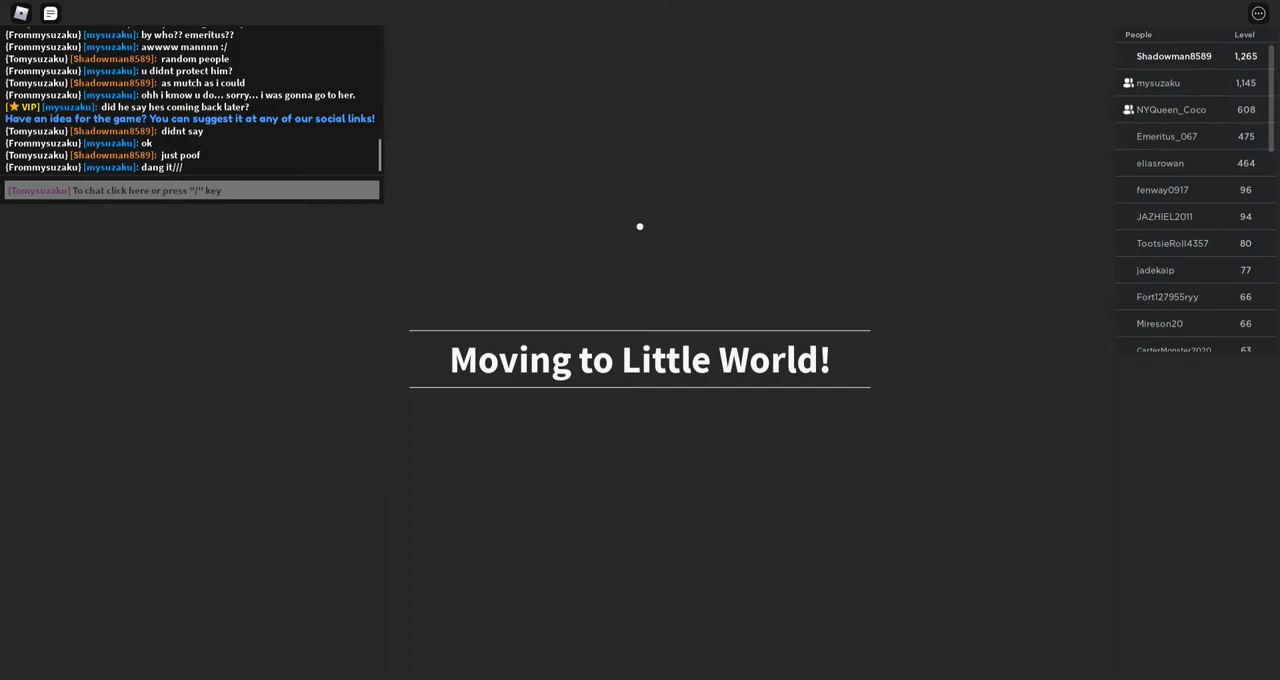 {Frommysuzaku} [mysuzaku]: by who?? emeritus??
{Frommysuzaku} [mysuzaku]: awwww mannnn :/
{Tomysuzaku} [Shadowman8589]: random people
{Frommysuzaku} [mysuzaku]: u didnt protect him?
{Tomysuzaku} [Shadowman8589]: as mutch as i could
{Frommysuzaku} [mysuzaku]: ohh i kmow u do... sorry... i was gonna go to her.
[⭐ VIP] [mysuzaku]: did he say hes coming back later?
Have an idea for the game? You can suggest it at any of our social links!
{Tomysuzaku} [Shadowman8589]: didnt say
{Frommysuzaku} [mysuzaku]: ok
{Tomysuzaku} [Shadowman8589]: just poof
{Frommysuzaku} [mysuzaku]: dang it///
[Tomysuzaku] To chat click here or press "/" key
Moving to Little World!
People Level
Shadowman8589 1,265
mysuzaku 1,145
NYQueen_Coco 608
Emeritus_067 475
eliasrowan 464
fenway0917 96
JAZHIEL2011 94
TootsieRoll4357 80
jadekaip 77
Fort127955ryy 66
Mireson20 66
CarterMonster2020 63